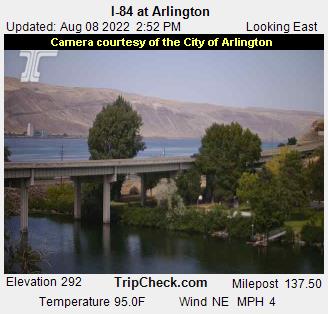 I-84 at Arlington
Updated: Aug 08 2022 2:52 PM Looking East
Camera courtesy of the City of Arlington
Elevation 292 TripCheck.com Milepost 137.50
Temperature 95.0F Wind NE MPH 4